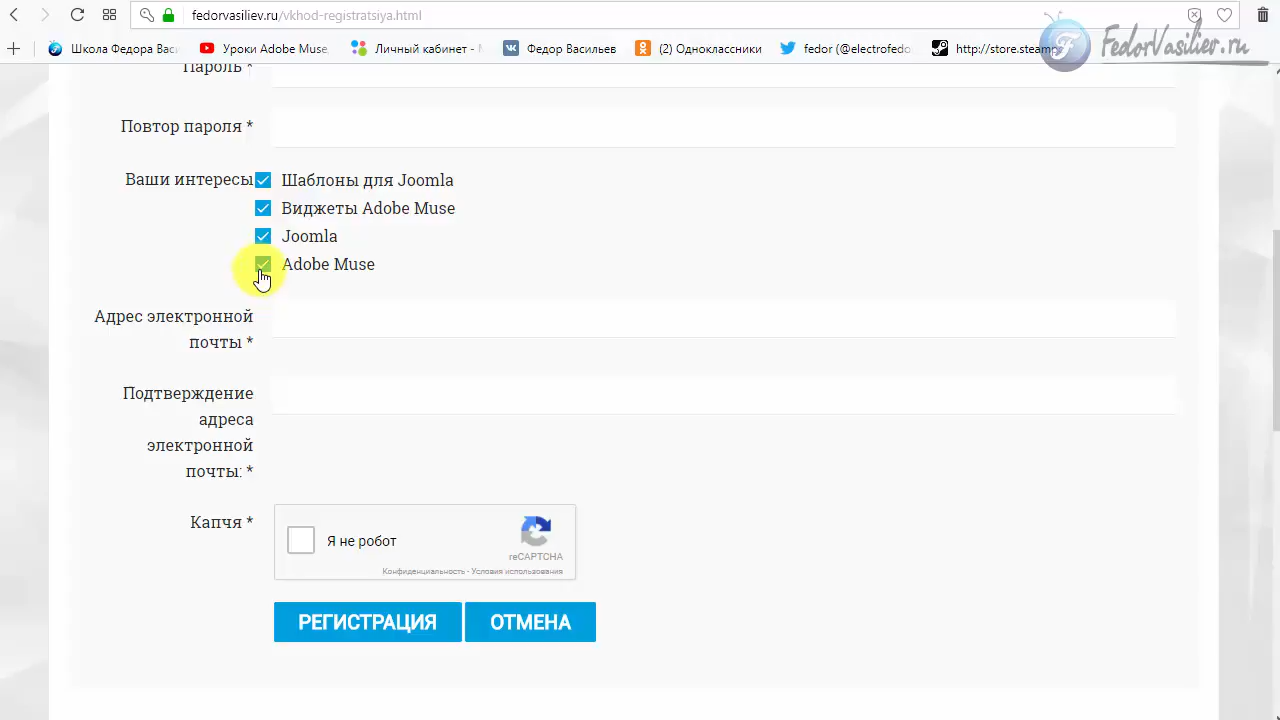 fedorvasiliev.ru/vkhod-registratsiya.html
Школа Федора Вас
Уроки Adobe Muse
Личный кабинет -
Федор Васильев
(2) Одноклассники
fedor (@electrofedo
http://store.steamp
FedorVasiliev.ru
Пароль *
Повтор пароля *
Ваши интересы
Шаблоны для Joomla
Виджеты Adobe Muse
Joomla
Adobe Muse
Адрес электронной
почты *
Подтверждение
адреса
электронной
почты: *
Капчя *
Я не робот
reCAPTCHA
Конфиденциальность - Условия использования
РЕГИСТРАЦИЯ
ОТМЕНА